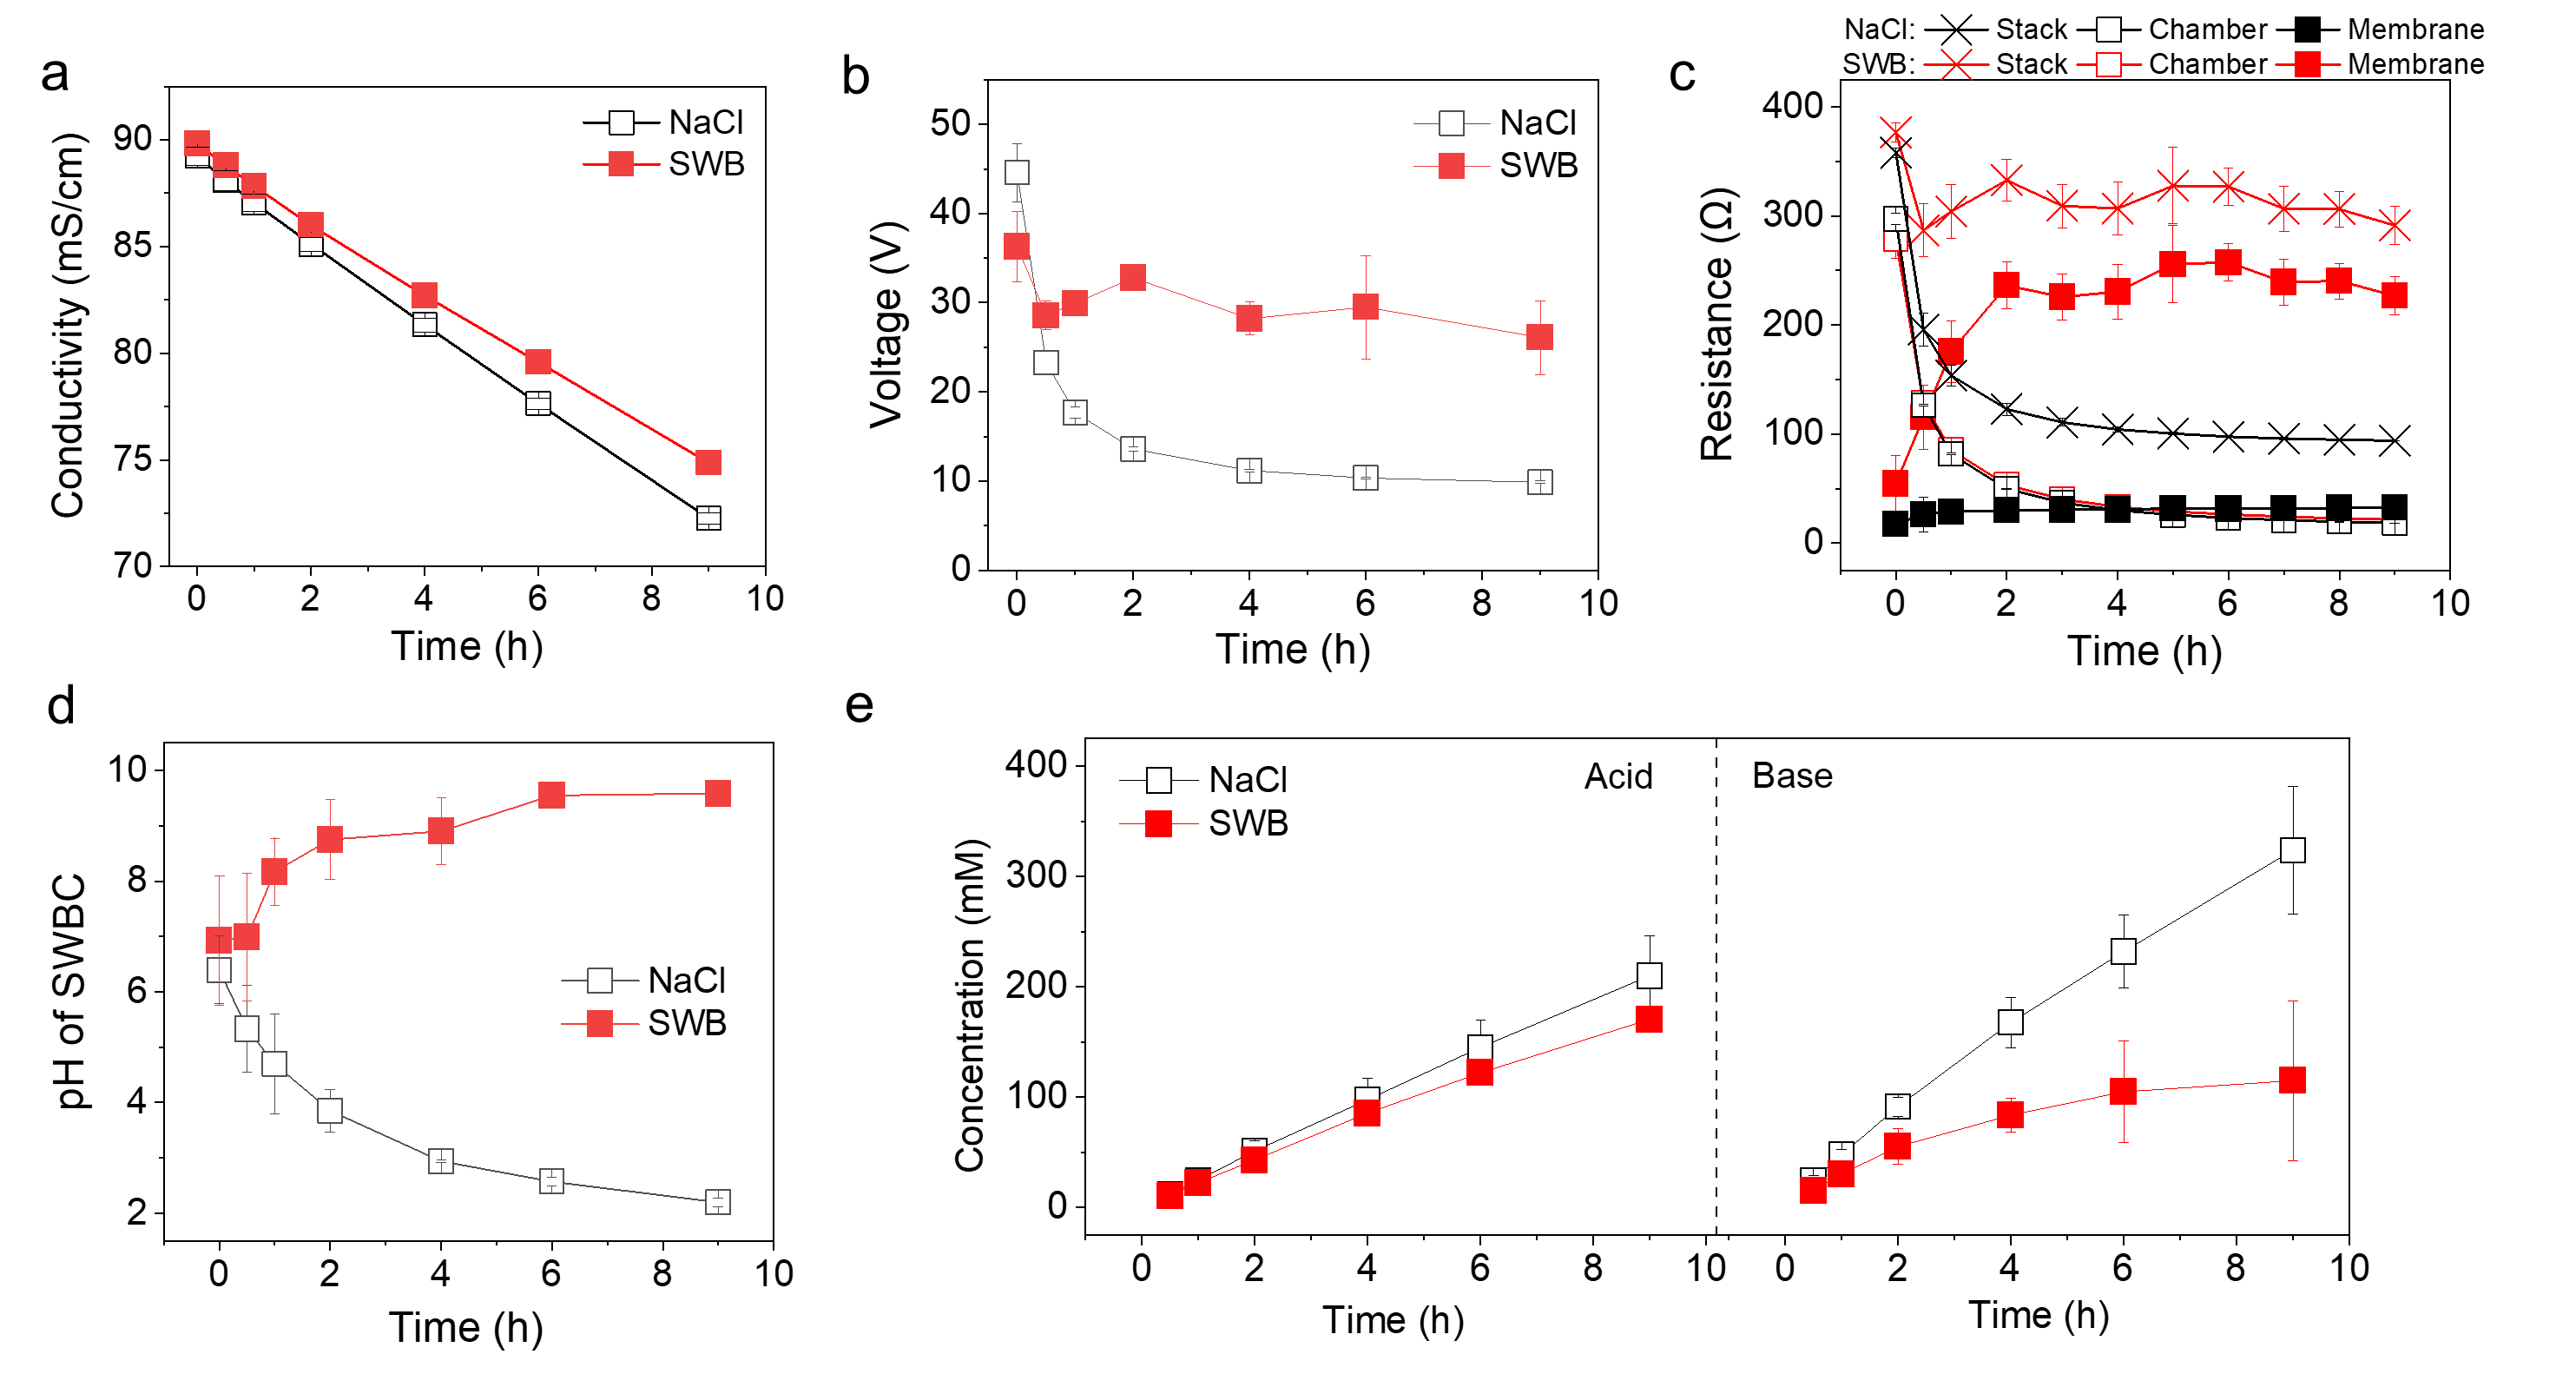 a
90
85
80
75
70
Conductivity (mS/cm)
NaCl
SWB
0 2 4 6 8 10
Time (h)
b
50
40
30
20
10
0
Voltage (V)
NaCl
SWB
0 2 4 6 8 10
Time (h)
c
NaCl: Stack Chamber Membrane
SWB: Stack Chamber Membrane
400
300
200
100
0
Resistance (Ω)
0 2 4 6 8 10
Time (h)
d
10
8
6
4
2
pH of SWBC
NaCl
SWB
0 2 4 6 8 10
Time (h)
e
400
300
200
100
0
Concentration (mM)
NaCl
SWB
Acid
Base
0 2 4 6 8 10 0 2 4 6 8 10
Time (h)
Time (h)